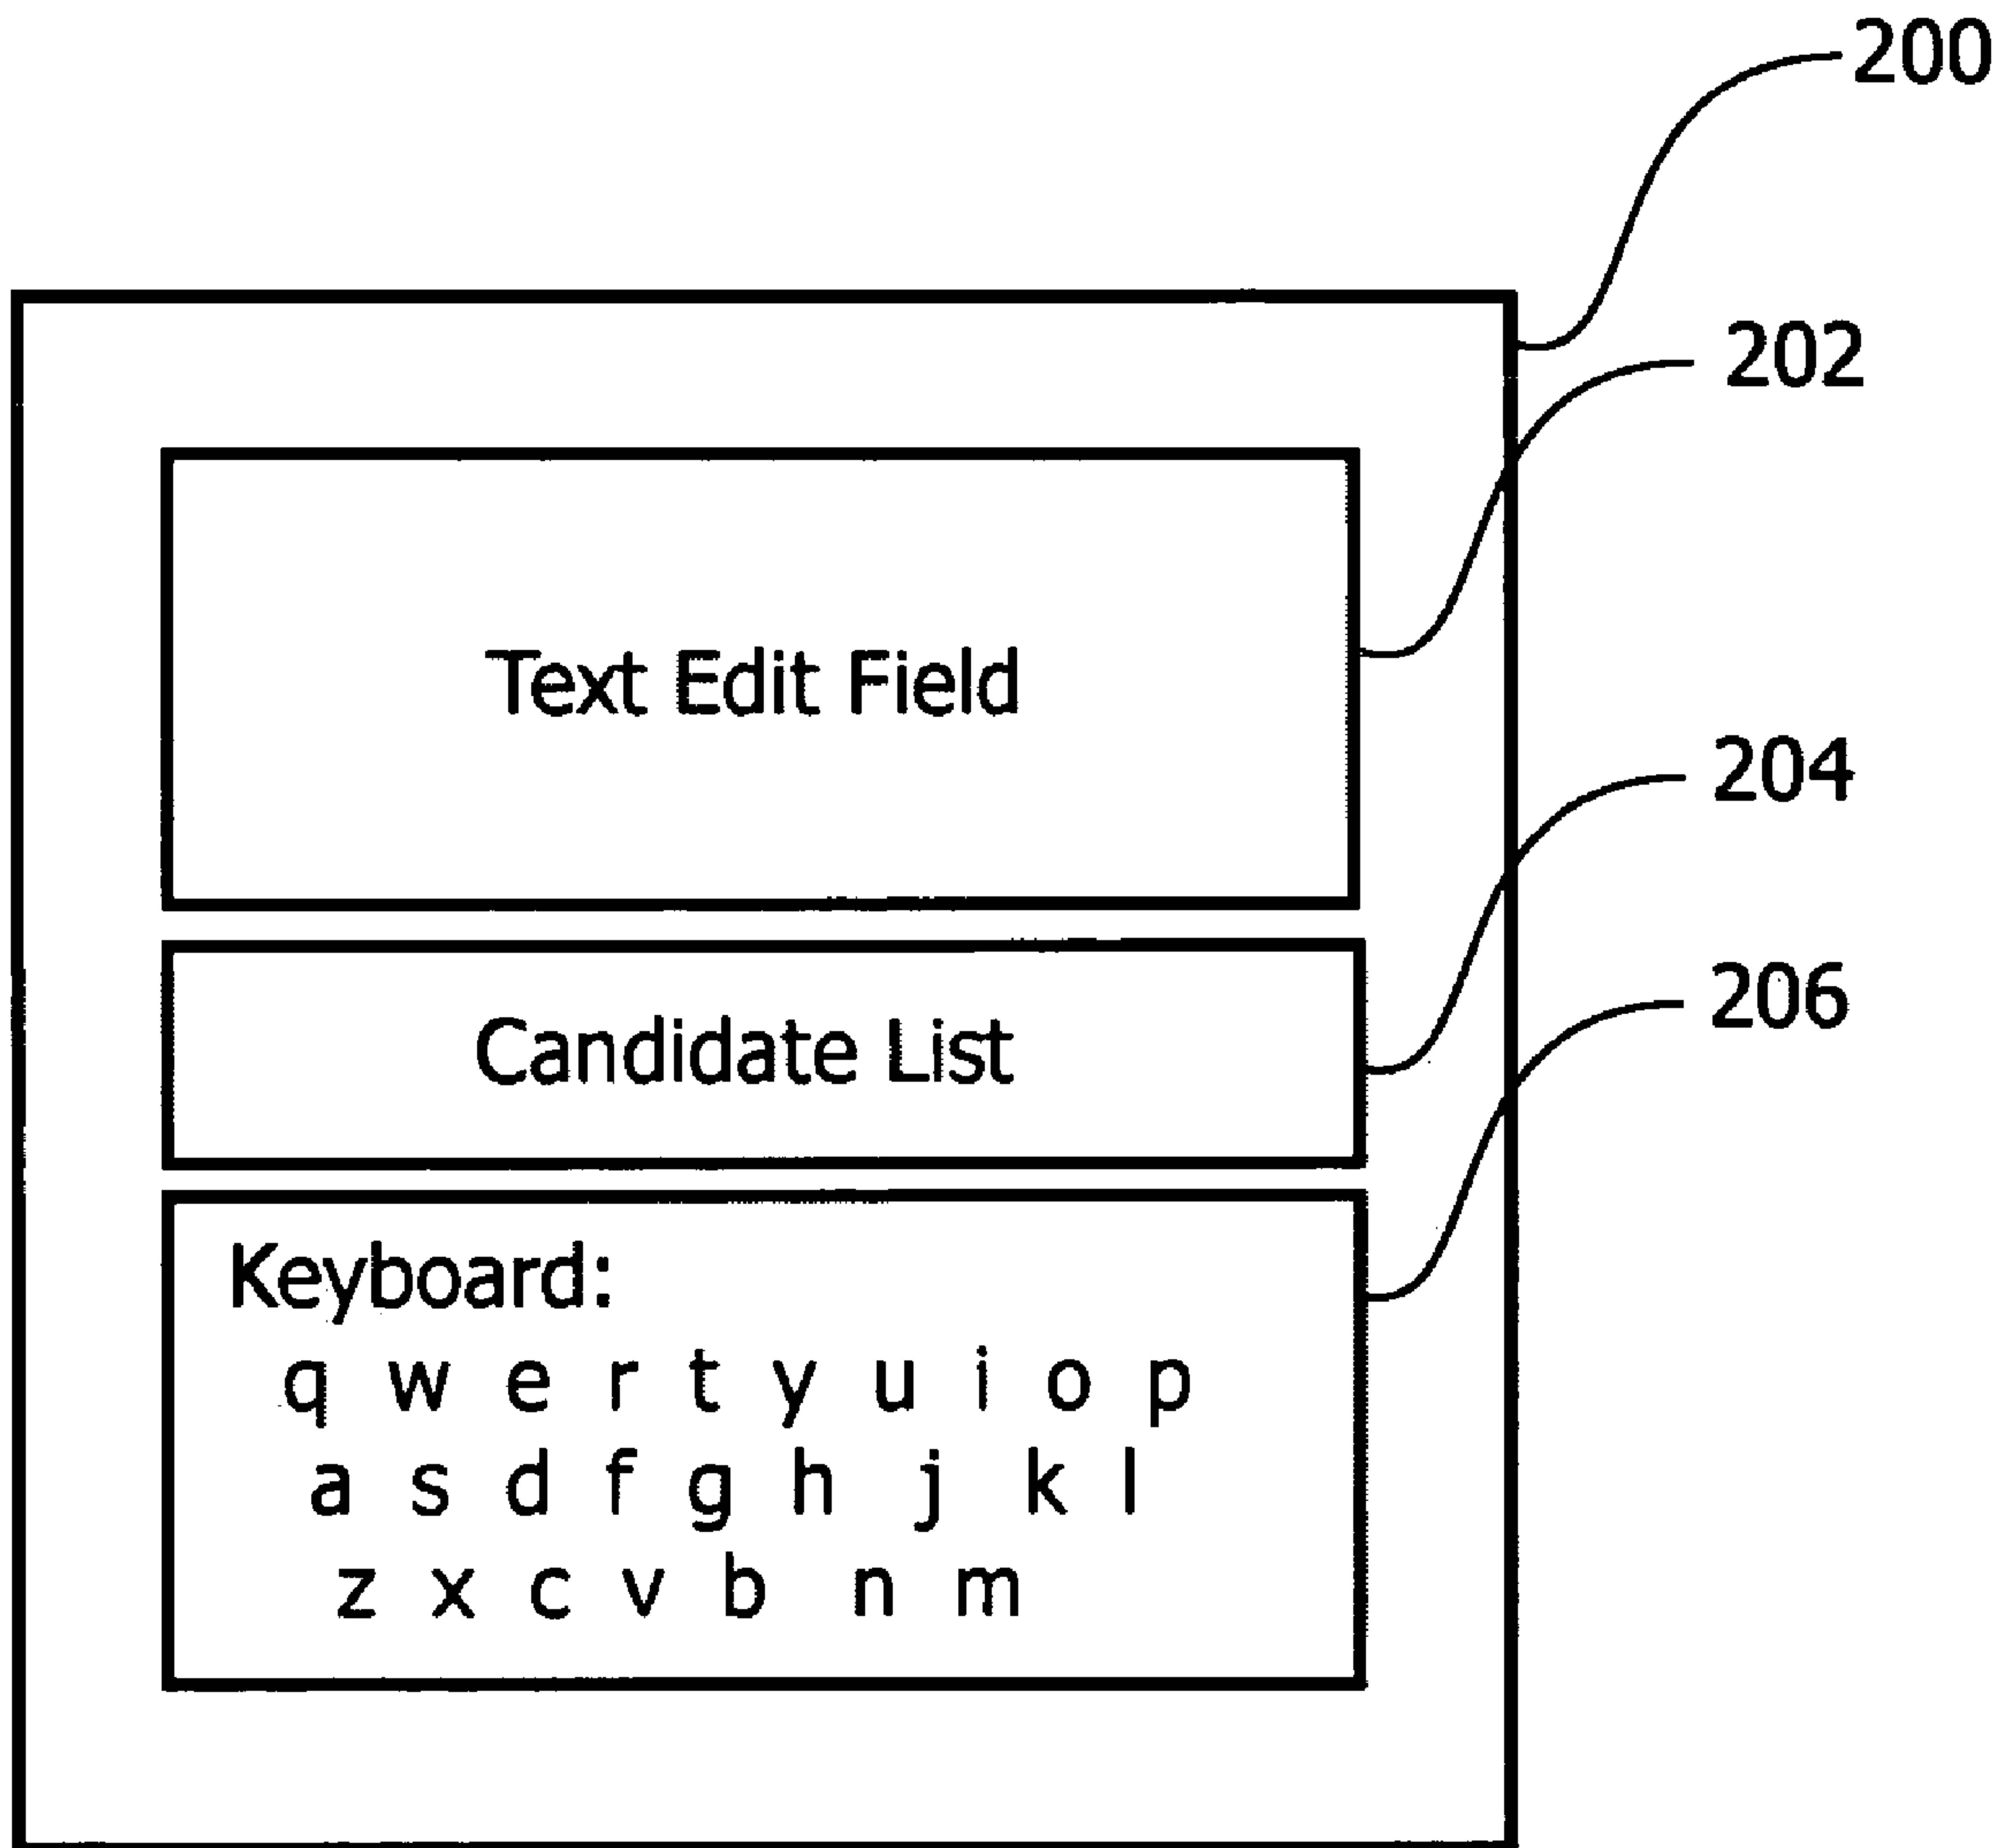 200
202
Text Edit Field
204
206
Candidate List
Keyboard:
q w e r t y u i o p
a s d f g h j k l
z x c v b n m